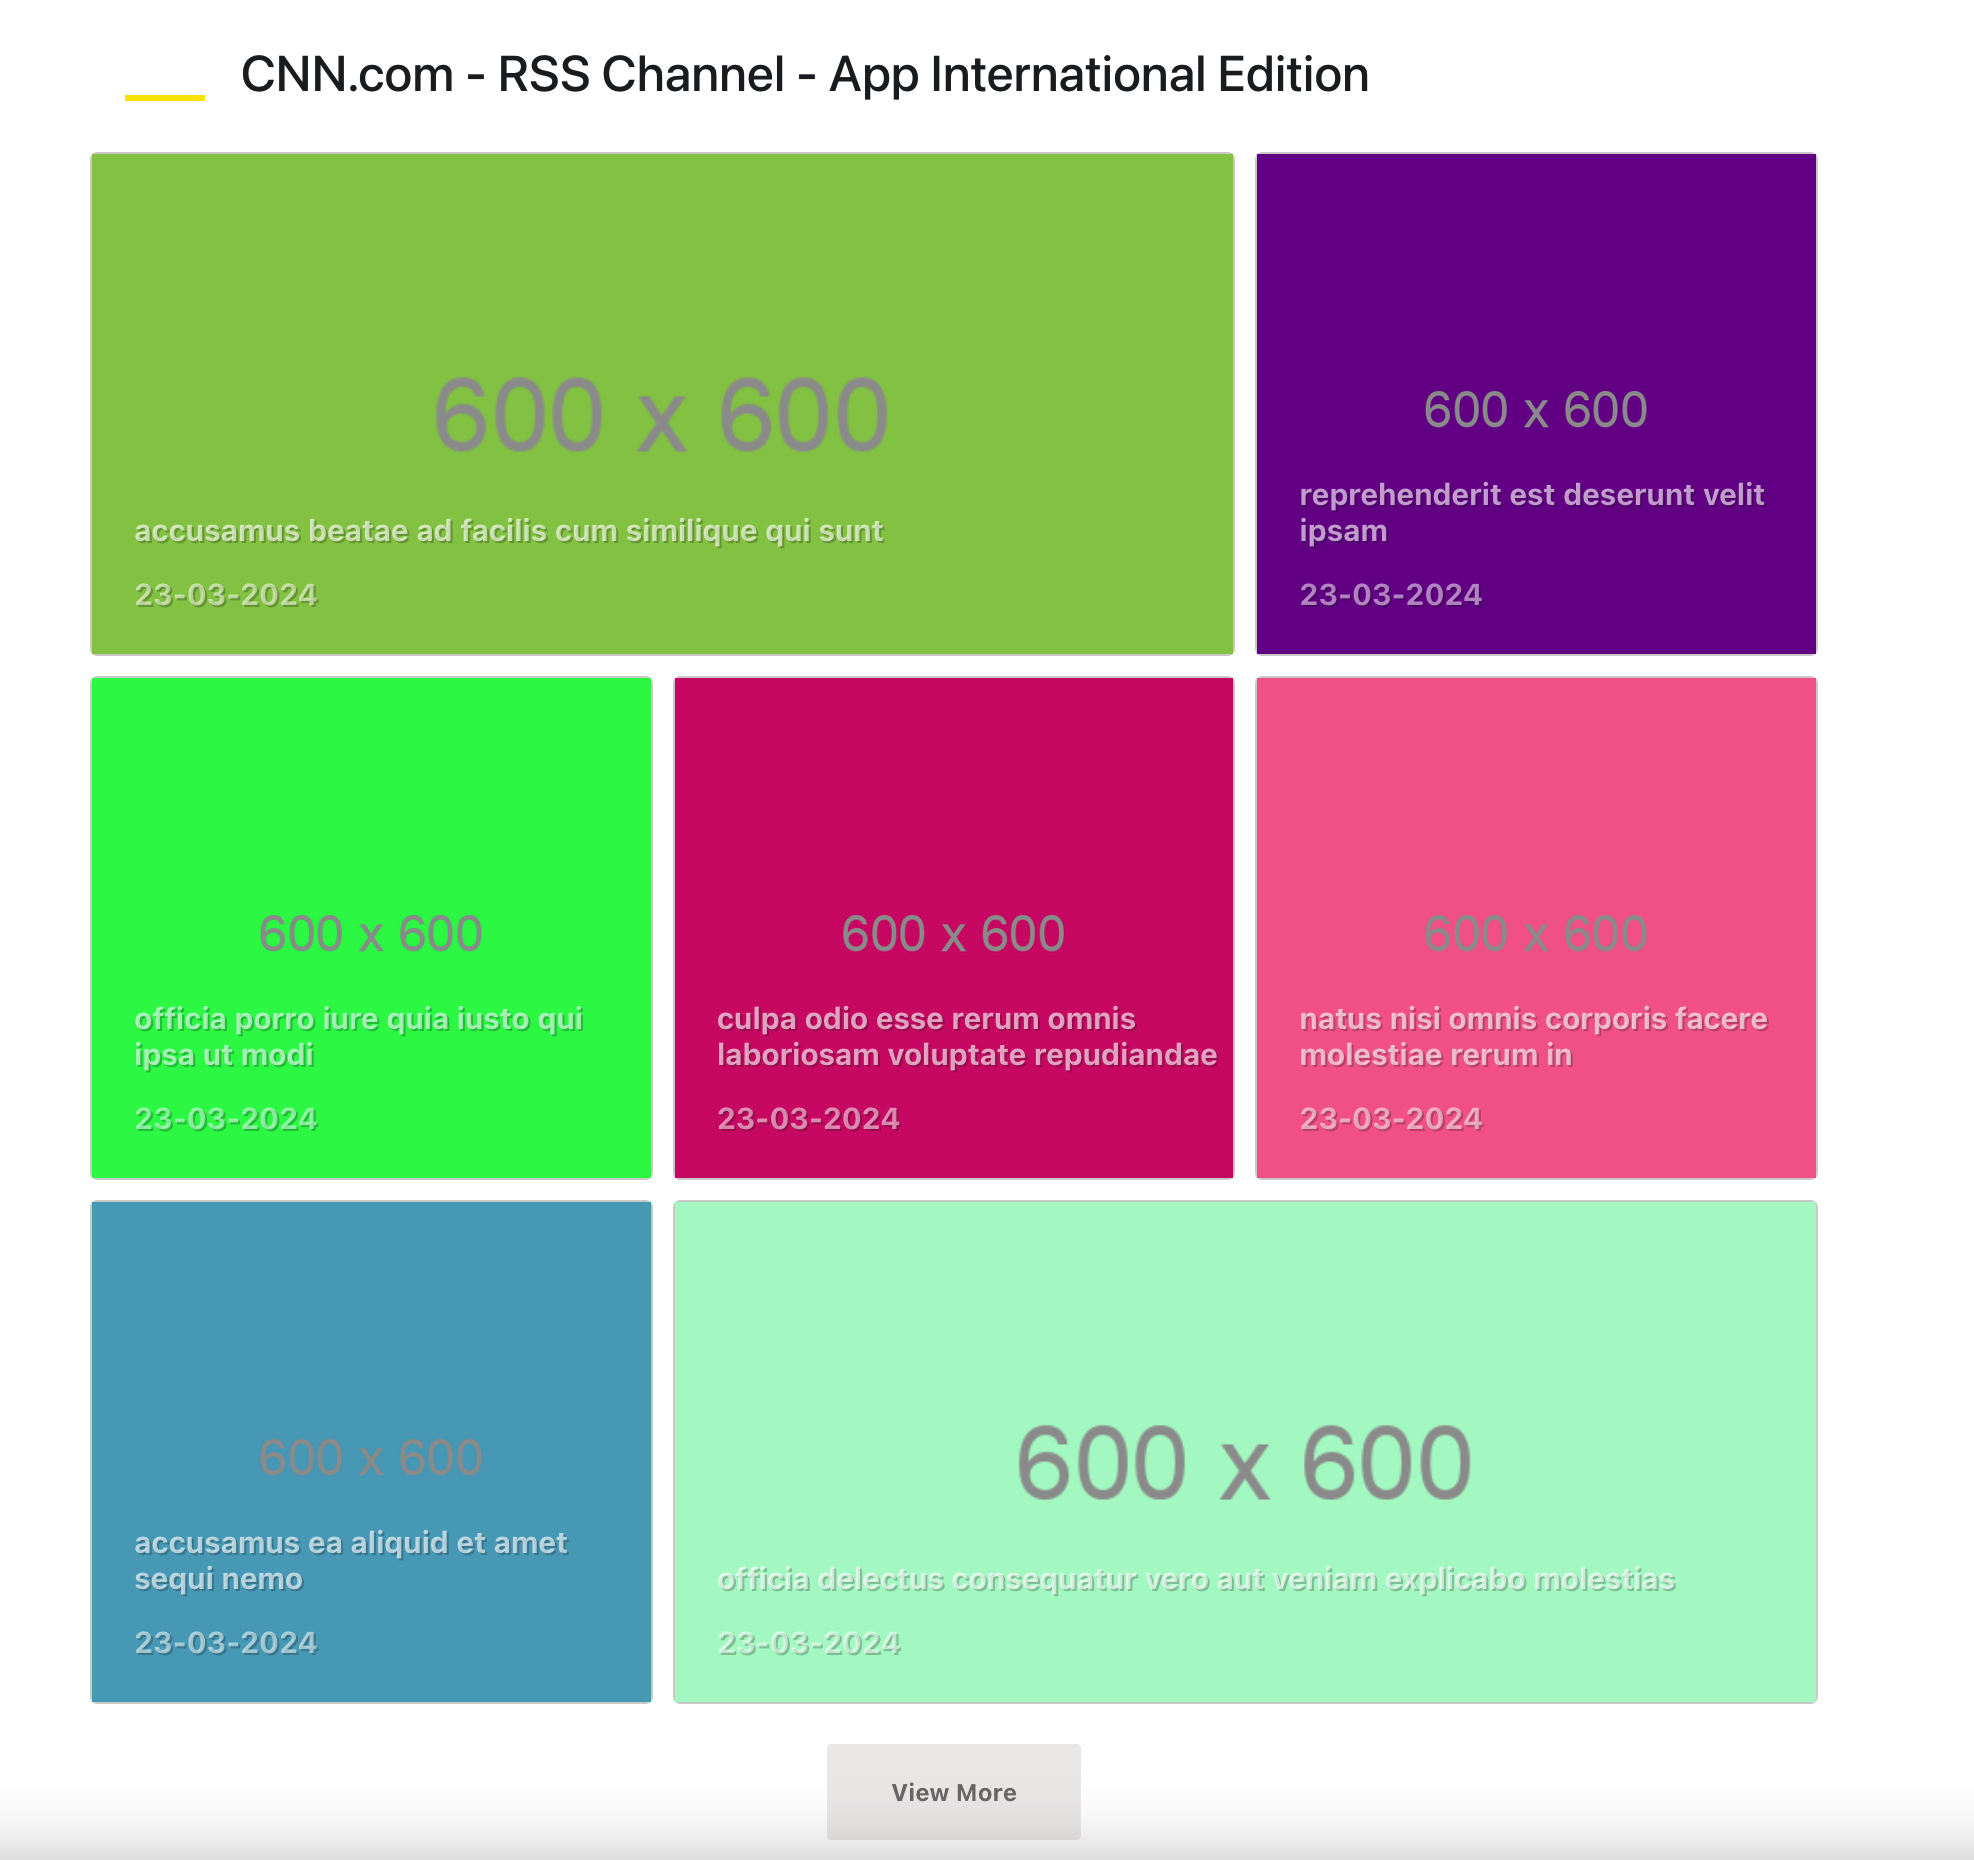 CNN.com - RSS Channel - App International Edition
600 x 600
accusamus beatae ad facilis cum similique qui sunt
23-03-2024
600 x 600
reprehenderit est deserunt velit
ipsam
23-03-2024
600 x 600
officia porro iure quia iusto qui
ipsa ut modi
23-03-2024
600 x 600
culpa odio esse rerum omnis
laboriosam voluptate repudiandae
23-03-2024
600 x 600
natus nisi omnis corporis facere
molestiae rerum in
23-03-2024
600 x 600
accusamus ea aliquid et amet
sequi nemo
23-03-2024
600 x 600
officia delectus consequatur vero aut veniam explicabo molestias
23-03-2024
View More